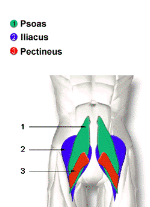 1 Psoas
2 Iliacus
3 Pectineus
1
2
3